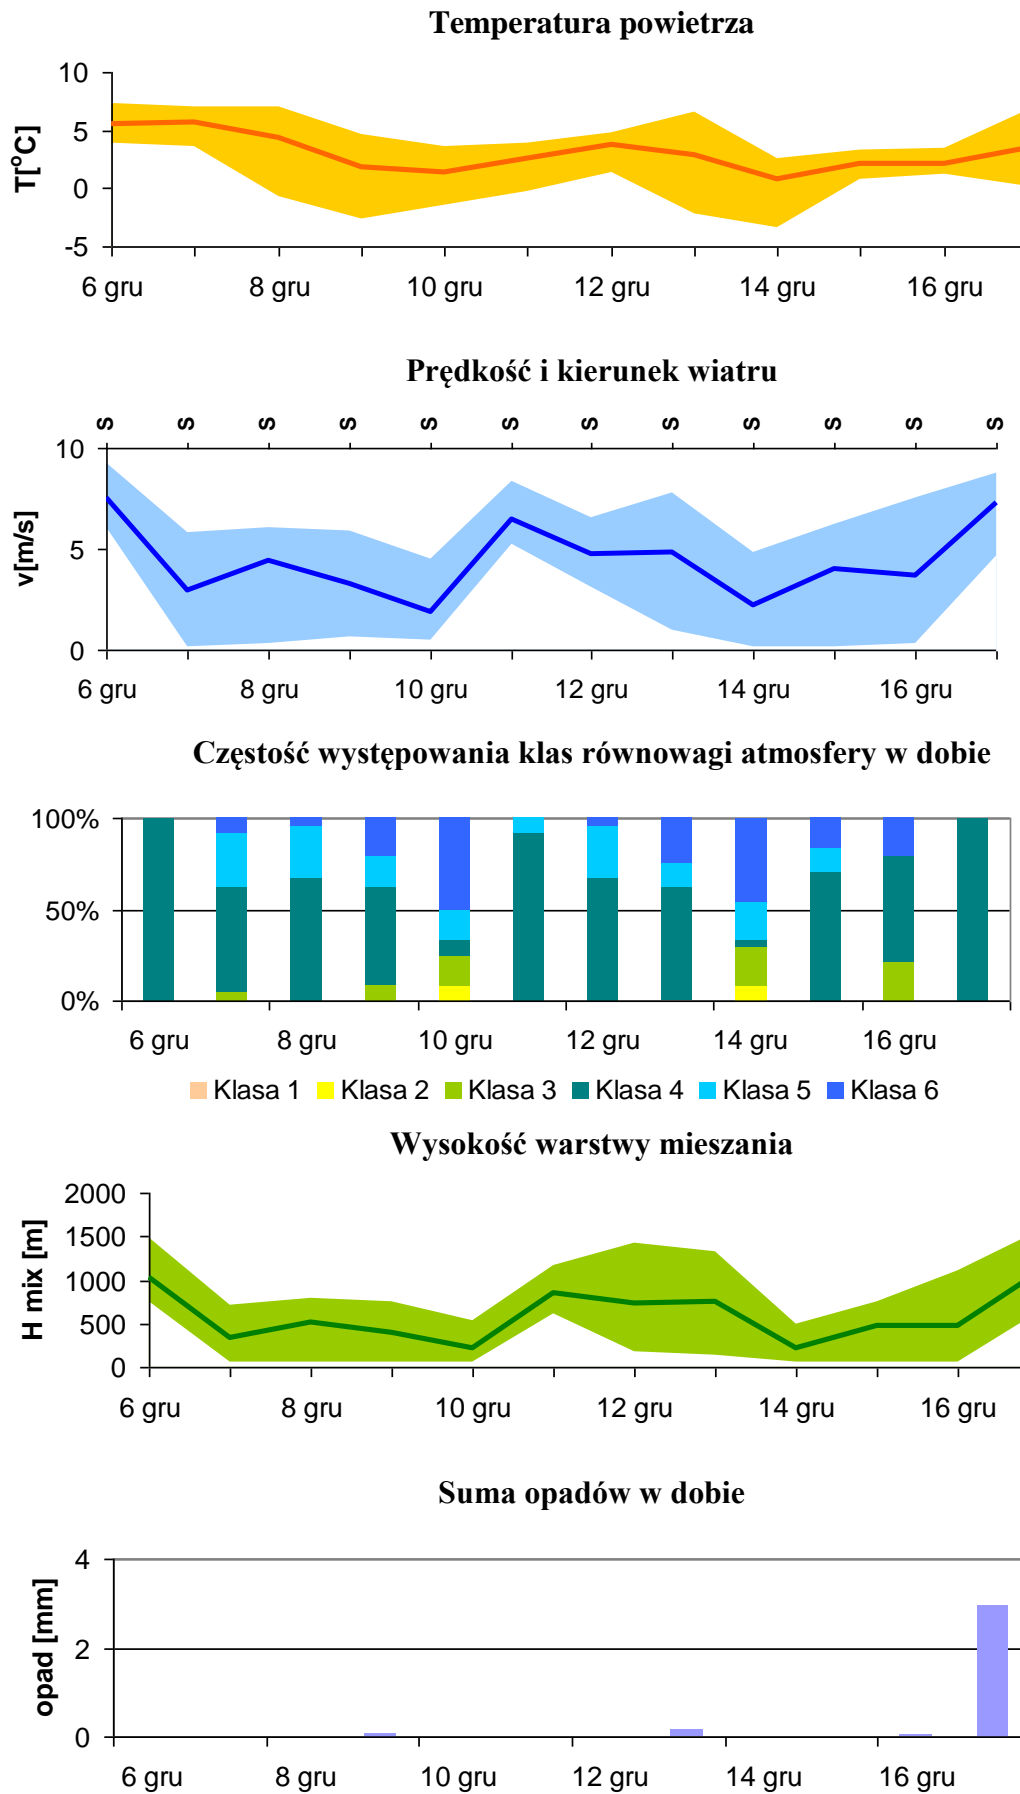 Temperatura powietrza
10
5
0
-5
T[°C]
6 gru 8 gru 10 gru 12 gru 14 gru 16 gru
Prędkość i kierunek wiatru
s s s s s s s s s s s s
10
5
0
v[m/s]
6 gru 8 gru 10 gru 12 gru 14 gru 16 gru
Częstość występowania klas równowagi atmosfery w dobie
100%
50%
0%
6 gru 8 gru 10 gru 12 gru 14 gru 16 gru
Klasa 1 Klasa 2 Klasa 3 Klasa 4 Klasa 5 Klasa 6
Wysokość warstwy mieszania
2000
1500
1000
500
0
H mix [m]
6 gru 8 gru 10 gru 12 gru 14 gru 16 gru
Suma opadów w dobie
4
2
0
opad [mm]
6 gru 8 gru 10 gru 12 gru 14 gru 16 gru